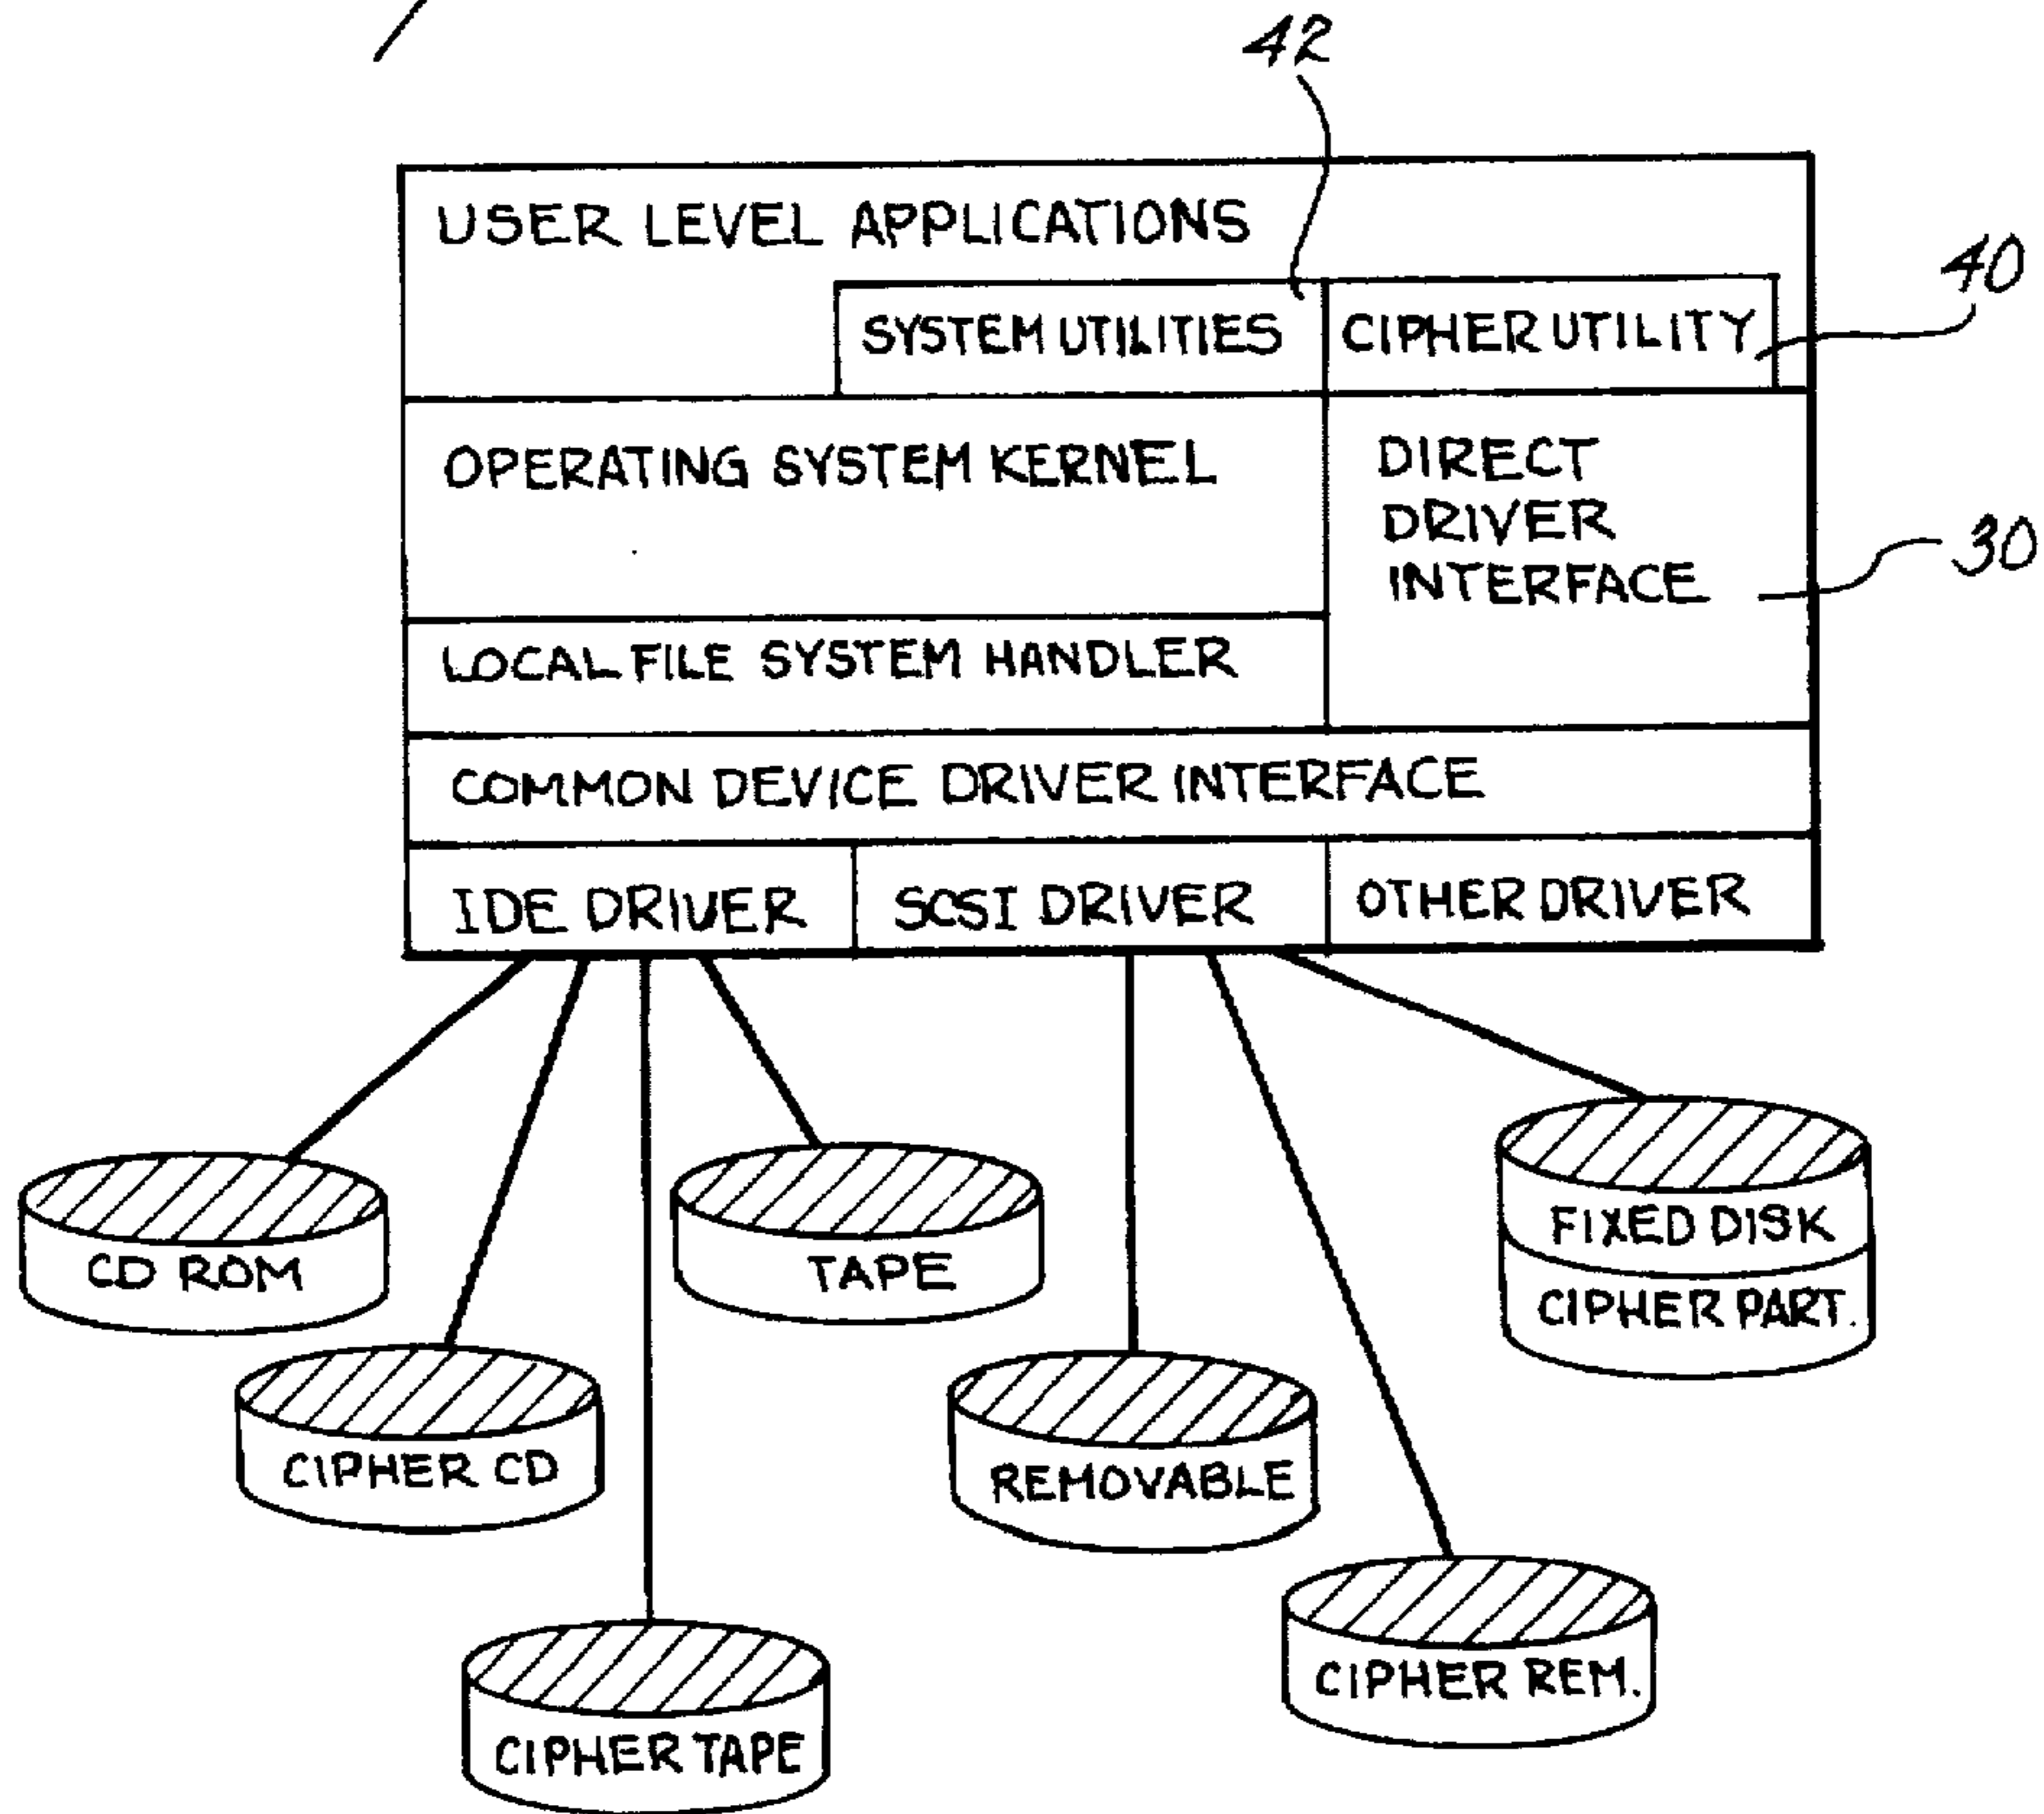 42
USER LEVEL APPLICATIONS
40
SYSTEM UTILITIES
CIPHER UTILITY
OPERATING SYSTEM KERNEL
DIRECT
DRIVER
INTERFACE
30
LOCAL FILE SYSTEM HANDLER
COMMON DEVICE DRIVER INTERFACE
IDE DRIVER
SCSI DRIVER
OTHER DRIVER
CD ROM
TAPE
FIXED DISK
CIPHER PART.
CIPHER CD
REMOVABLE
CIPHER REM.
CIPHER TAPE